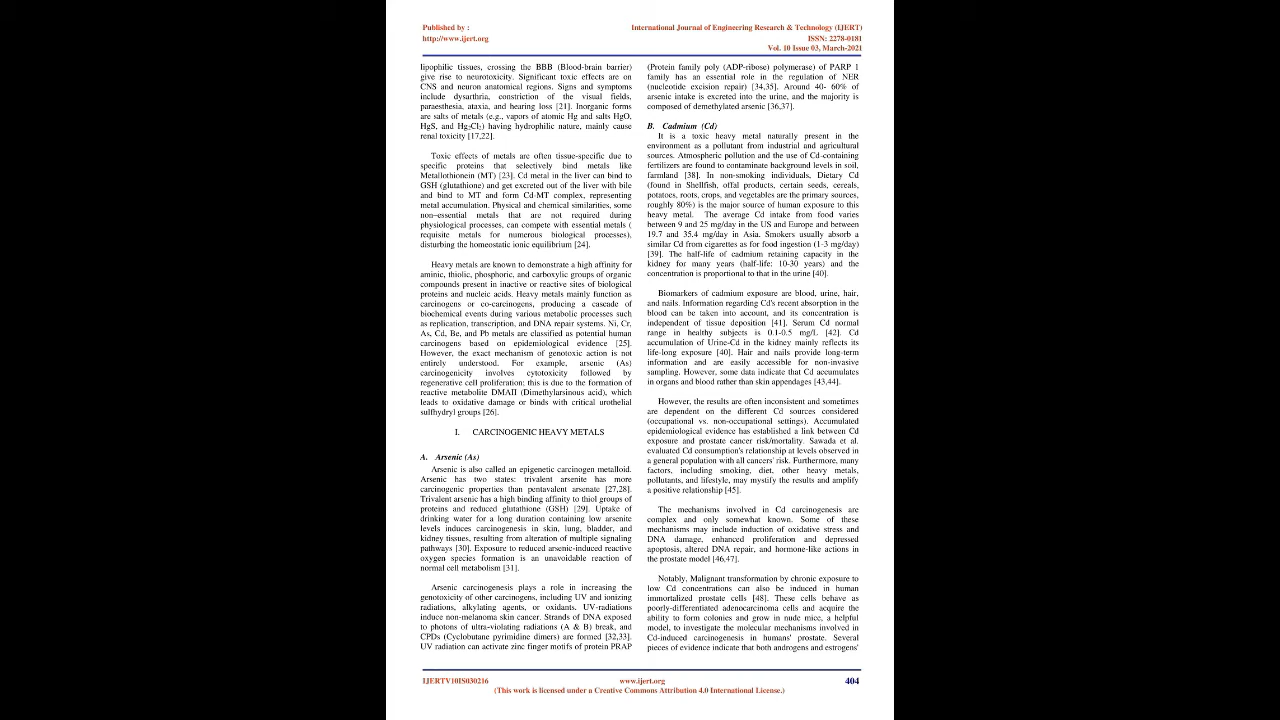 Published by :
http://www.ijert.org
International Journal of Engineering Research & Technology (IJERT)
ISSN: 2278-0181
Vol. 10 Issue 03, March-2021
lipophilic tissues, crossing the BBB (Blood-brain barrier)
give rise to neurotoxicity. Significant toxic effects are on
CNS and neuron anatomical regions. Signs and symptoms
include dysarthria, constriction of the visual fields,
paraesthesia, ataxia, and hearing loss [21]. Inorganic forms
are salts of metals (e.g., vapors of atomic Hg and salts HgO,
HgS, and Hg₂Cl₂) having hydrophilic nature, mainly cause
renal toxicity [17,22].
Toxic effects of metals are often tissue-specific due to
specific proteins that selectively bind metals like
Metallothionein (MT) [23]. Cd metal in the liver can bind to
GSH (glutathione) and get excreted out of the liver with bile
and bind to MT and form Cd-MT complex, representing
metal accumulation. Physical and chemical similarities, some
non–essential metals that are not required during
physiological processes, can compete with essential metals (
requisite metals for numerous biological processes),
disturbing the homeostatic ionic equilibrium [24].
Heavy metals are known to demonstrate a high affinity for
aminic, thiolic, phosphoric, and carboxylic groups of organic
compounds present in inactive or reactive sites of biological
proteins and nucleic acids. Heavy metals mainly function as
carcinogens or co-carcinogens, producing a cascade of
biochemical events during various metabolic processes such
as replication, transcription, and DNA repair systems. Ni, Cr,
As, Cd, Be, and Pb metals are classified as potential human
carcinogens based on epidemiological evidence [25].
However, the exact mechanism of genotoxic action is not
entirely understood. For example, arsenic (As)
carcinogenicity involves cytotoxicity followed by
regenerative cell proliferation; this is due to the formation of
reactive metabolite DMAII (Dimethylarsinous acid), which
leads to oxidative damage or binds with critical urothelial
sulfhydryl groups [26].
I. CARCINOGENIC HEAVY METALS
A. Arsenic (As)
Arsenic is also called an epigenetic carcinogen metalloid.
Arsenic has two states: trivalent arsenite has more
carcinogenic properties than pentavalent arsenate [27,28].
Trivalent arsenic has a high binding affinity to thiol groups of
proteins and reduced glutathione (GSH) [29]. Uptake of
drinking water for a long duration containing low arsenite
levels induces carcinogenesis in skin, lung, bladder, and
kidney tissues, resulting from alteration of multiple signaling
pathways [30]. Exposure to reduced arsenic-induced reactive
oxygen species formation is an unavoidable reaction of
normal cell metabolism [31].
Arsenic carcinogenesis plays a role in increasing the
genotoxicity of other carcinogens, including UV and ionizing
radiations, alkylating agents, or oxidants. UV-radiations
induce non-melanoma skin cancer. Strands of DNA exposed
to photons of ultra-violating radiations (A & B) break, and
CPDs (Cyclobutane pyrimidine dimers) are formed [32,33].
UV radiation can activate zinc finger motifs of protein PRAP
(Protein family poly (ADP-ribose) polymerase) of PARP 1
family has an essential role in the regulation of NER
(nucleotide excision repair) [34,35]. Around 40- 60% of
arsenic intake is excreted into the urine, and the majority is
composed of demethylated arsenic [36,37].
B. Cadmium (Cd)
It is a toxic heavy metal naturally present in the
environment as a pollutant from industrial and agricultural
sources. Atmospheric pollution and the use of Cd-containing
fertilizers are found to contaminate background levels in soil,
farmland [38]. In non-smoking individuals, Dietary Cd
(found in Shellfish, offal products, certain seeds, cereals,
potatoes, roots, crops, and vegetables are the primary sources,
roughly 80%) is the major source of human exposure to this
heavy metal. The average Cd intake from food varies
between 9 and 25 mg/day in the US and Europe and between
19.7 and 35.4 mg/day in Asia. Smokers usually absorb a
similar Cd from cigarettes as for food ingestion (1-3 mg/day)
[39]. The half-life of cadmium retaining capacity in the
kidney for many years (half-life: 10-30 years) and the
concentration is proportional to that in the urine [40].
Biomarkers of cadmium exposure are blood, urine, hair,
and nails. Information regarding Cd's recent absorption in the
blood can be taken into account, and its concentration is
independent of tissue deposition [41]. Serum Cd normal
range in healthy subjects is 0.1-0.5 mg/L [42]. Cd
accumulation of Urine-Cd in the kidney mainly reflects its
life-long exposure [40]. Hair and nails provide long-term
information and are easily accessible for non-invasive
sampling. However, some data indicate that Cd accumulates
in organs and blood rather than skin appendages [43,44].
However, the results are often inconsistent and sometimes
are dependent on the different Cd sources considered
(occupational vs. non-occupational settings). Accumulated
epidemiological evidence has established a link between Cd
exposure and prostate cancer risk/mortality. Sawada et al.
evaluated Cd consumption's relationship at levels observed in
a general population with all cancers' risk. Furthermore, many
factors, including smoking, diet, other heavy metals,
pollutants, and lifestyle, may mystify the results and amplify
a positive relationship [45].
The mechanisms involved in Cd carcinogenesis are
complex and only somewhat known. Some of these
mechanisms may include induction of oxidative stress and
DNA damage, enhanced proliferation and depressed
apoptosis, altered DNA repair, and hormone-like actions in
the prostate model [46,47].
Notably, Malignant transformation by chronic exposure to
low Cd concentrations can also be induced in human
immortalized prostate cells [48]. These cells behave as
poorly-differentiated adenocarcinoma cells and acquire the
ability to form colonies and grow in nude mice, a helpful
model, to investigate the molecular mechanisms involved in
Cd-induced carcinogenesis in humans' prostate. Several
pieces of evidence indicate that both androgens and estrogens'
IJERTV10IS030216
www.ijert.org
(This work is licensed under a Creative Commons Attribution 4.0 International License.)
404